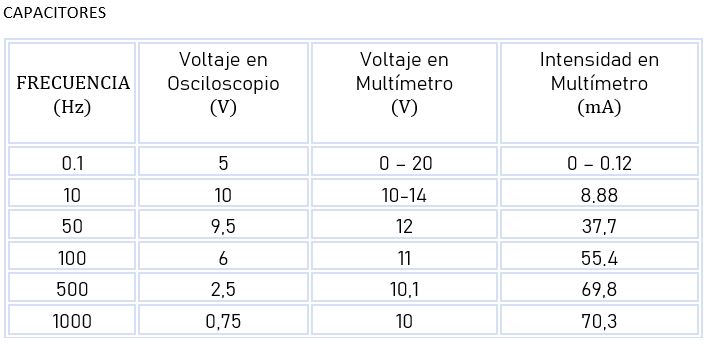 CAPACITORES
FRECUENCIA (Hz) Voltaje en Osciloscopio (V) Voltaje en Multímetro (V) Intensidad en Multímetro (mA)
0.1 5 0 – 20 0 – 0.12
10 10 10-14 8.88
50 9,5 12 37,7
100 6 11 55.4
500 2,5 10,1 69,8
1000 0,75 10 70,3